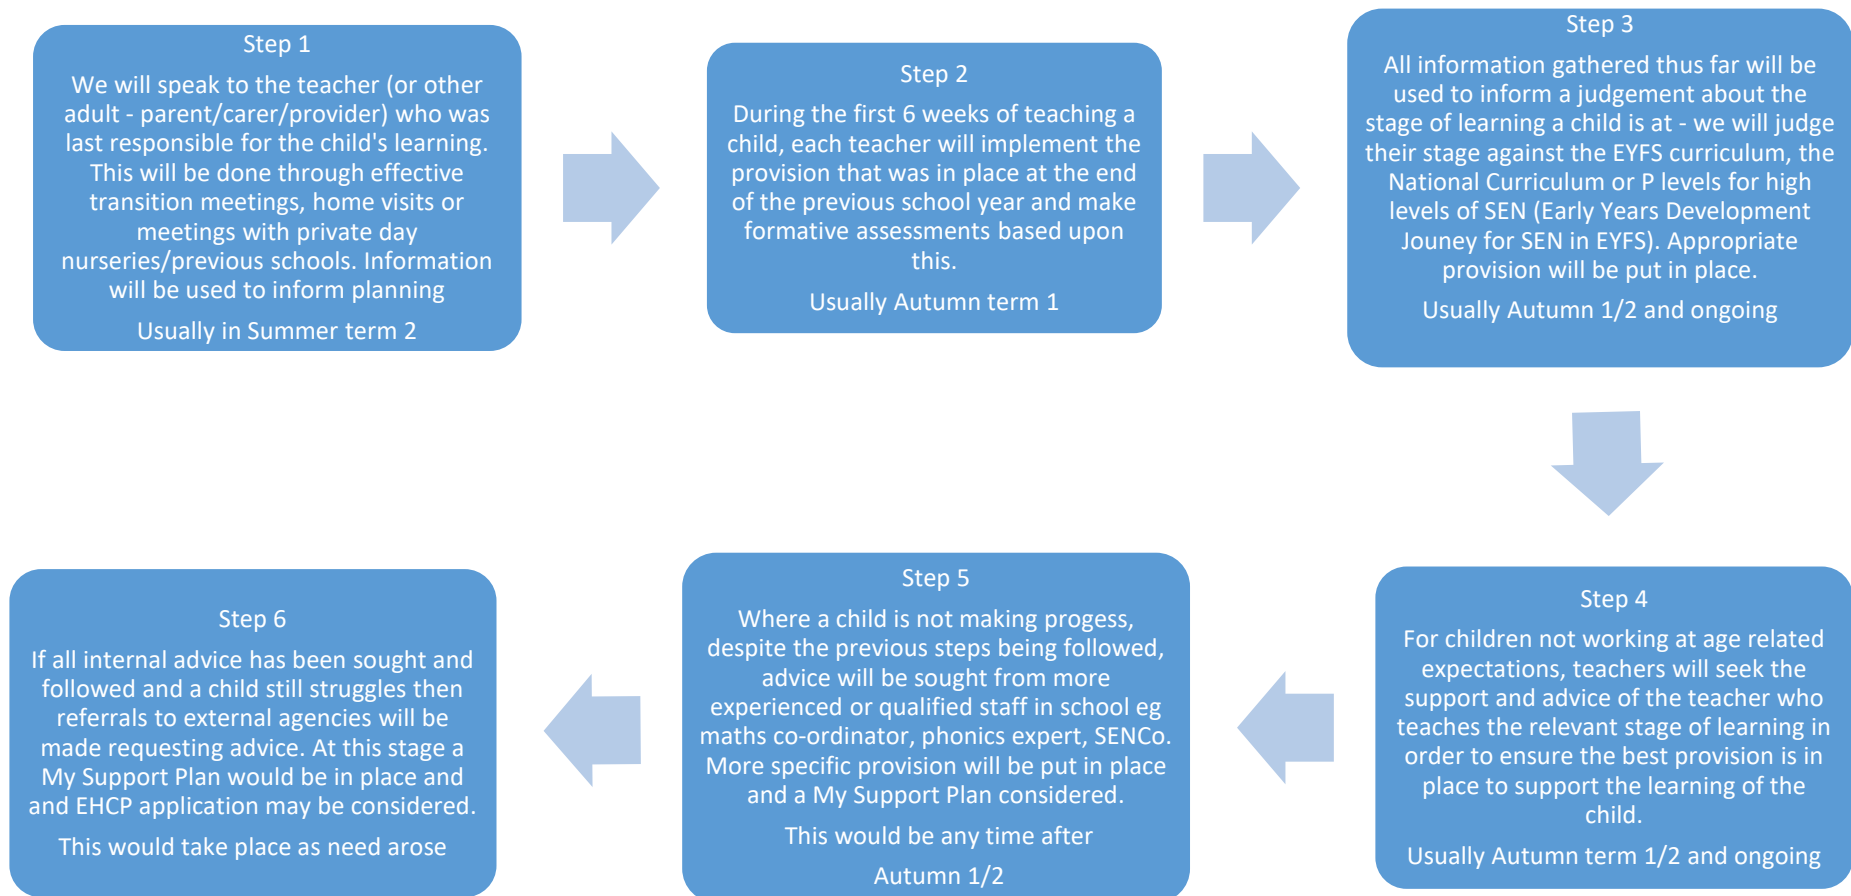 Step 1
We will speak to the teacher (or other
adult - parent/carer/provider) who was
last responsible for the child's learning.
This will be done through effective
transition meetings, home visits or
meetings with private day
nurseries/previous schools. Information
will be used to inform planning
Usually in Summer term 2
Step 2
During the first 6 weeks of teaching a
child, each teacher will implement the
provision that was in place at the end
of the previous school year and make
formative assessments based upon
this.
Usually Autumn term 1
Step 3
All information gathered thus far will be
used to inform a judgement about the
stage of learning a child is at - we will judge
their stage against the EYFS curriculum, the
National Curriculum or P levels for high
levels of SEN (Early Years Development
Jouney for SEN in EYFS). Appropriate
provision will be put in place.
Usually Autumn 1/2 and ongoing
Step 4
For children not working at age related
expectations, teachers will seek the
support and advice of the teacher who
teaches the relevant stage of learning in
order to ensure the best provision is in
place to support the learning of the
child.
Usually Autumn term 1/2 and ongoing
Step 5
Where a child is not making progess,
despite the previous steps being followed,
advice will be sought from more
experienced or qualified staff in school eg
maths co-ordinator, phonics expert, SENCo.
More specific provision will be put in place
and a My Support Plan considered.
This would be any time after
Autumn 1/2
Step 6
If all internal advice has been sought and
followed and a child still struggles then
referrals to external agencies will be
made requesting advice. At this stage a
My Support Plan would be in place and
and EHCP application may be considered.
This would take place as need arose